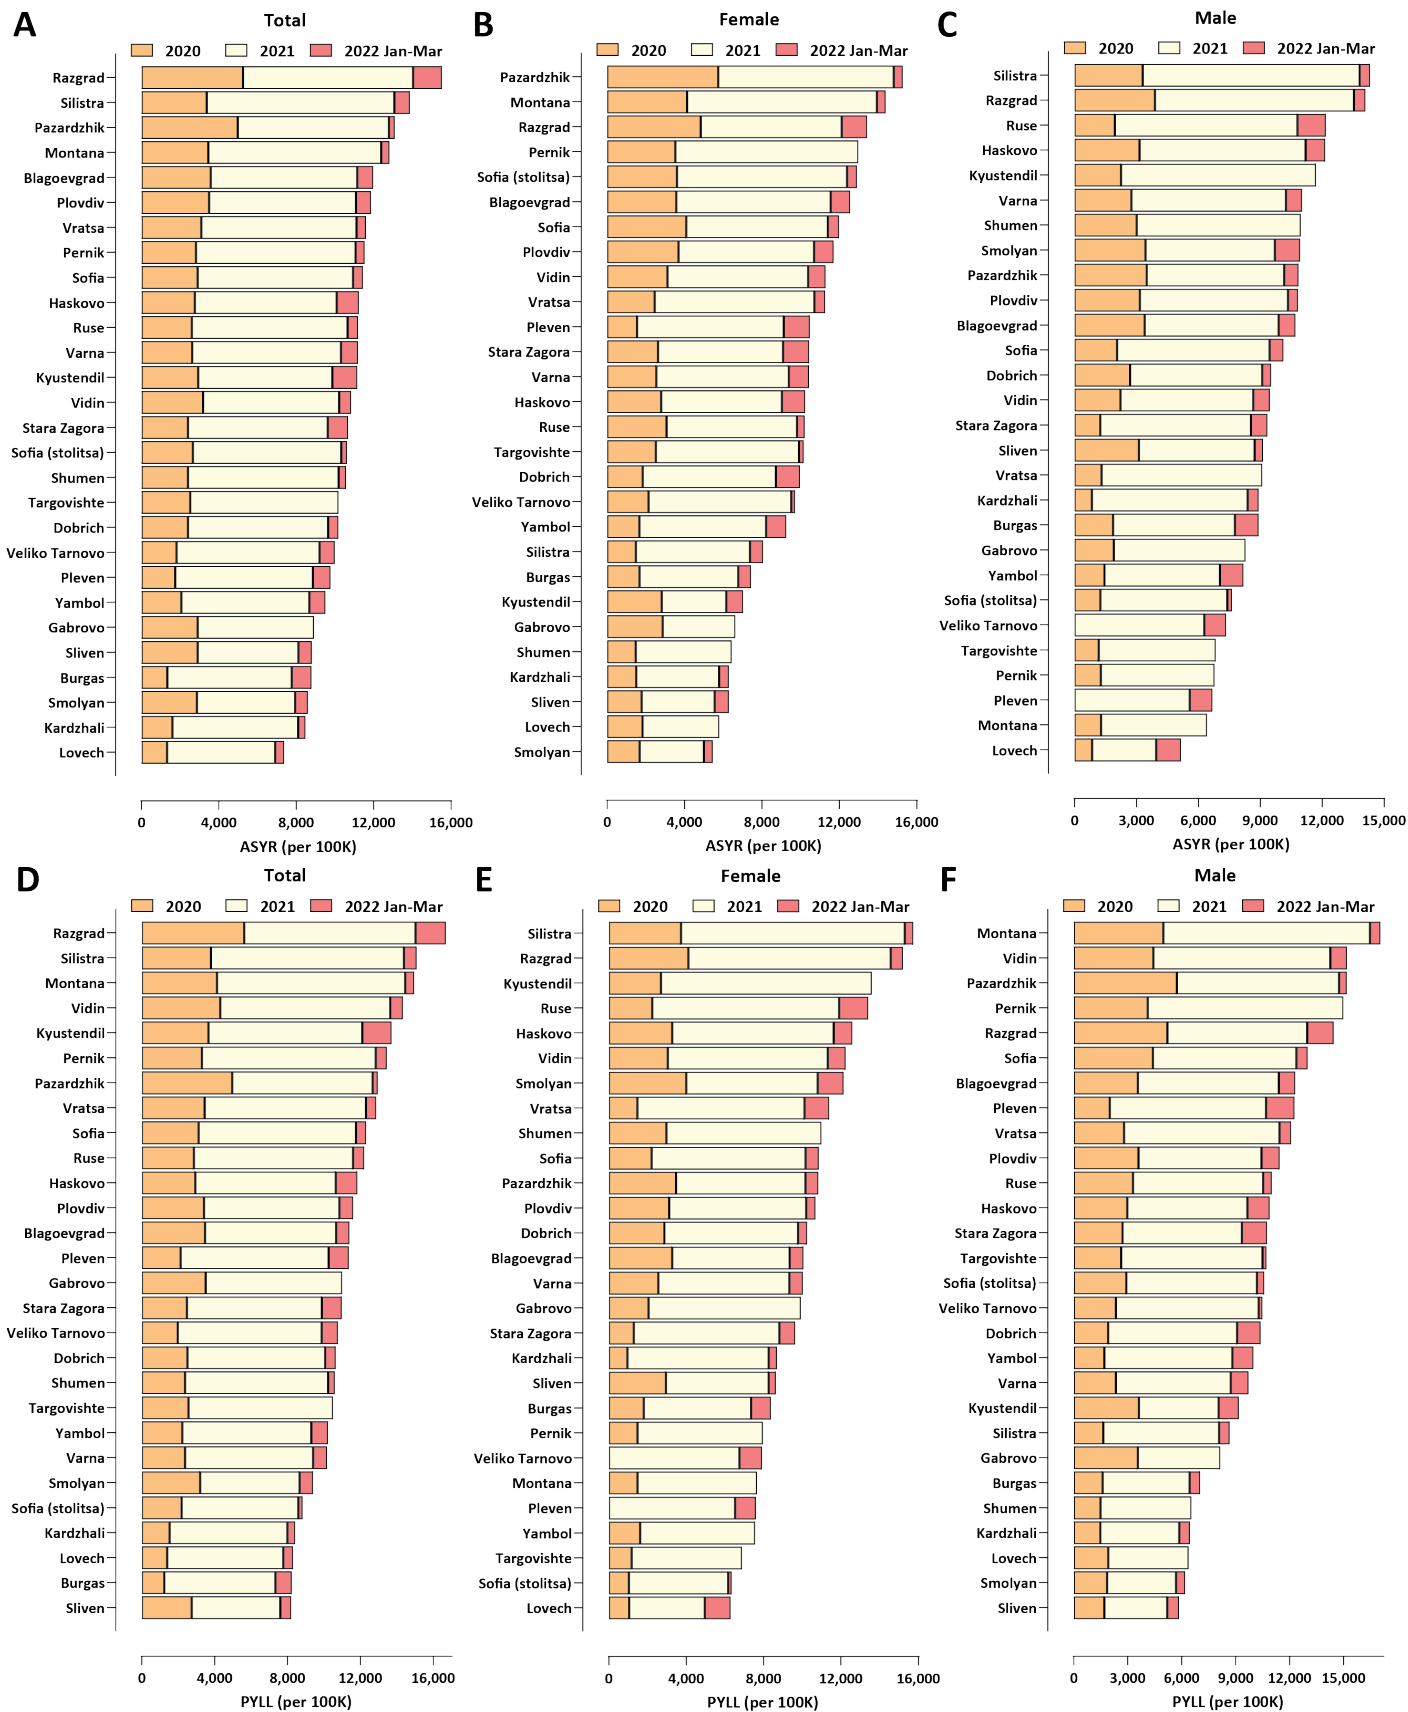 A
Total
2020 2021 2022 Jan-Mar
Razgrad
Silistra
Pazardzhik
Montana
Blagoevgrad
Plovdiv
Vratsa
Pernik
Sofia
Haskovo
Ruse
Varna
Kyustendil
Vidin
Stara Zagora
Sofia (stolitsa)
Shumen
Targovishte
Dobrich
Veliko Tarnovo
Pleven
Yambol
Gabrovo
Sliven
Burgas
Smolyan
Kardzhali
Lovech
0 4,000 8,000 12,000 16,000
ASYR (per 100K)
B
Female
2020 2021 2022 Jan-Mar
Pazardzhik
Montana
Razgrad
Pernik
Sofia (stolitsa)
Blagoevgrad
Sofia
Plovdiv
Vidin
Vratsa
Pleven
Stara Zagora
Varna
Haskovo
Ruse
Targovishte
Dobrich
Veliko Tarnovo
Yambol
Silistra
Burgas
Kyustendil
Gabrovo
Shumen
Kardzhali
Sliven
Lovech
Smolyan
0 4,000 8,000 12,000 16,000
ASYR (per 100K)
C
Male
2020 2021 2022 Jan-Mar
Silistra
Razgrad
Ruse
Haskovo
Kyustendil
Varna
Shumen
Smolyan
Pazardzhik
Plovdiv
Blagoevgrad
Sofia
Dobrich
Vidin
Stara Zagora
Sliven
Vratsa
Kardzhali
Burgas
Gabrovo
Yambol
Sofia (stolitsa)
Veliko Tarnovo
Targovishte
Pernik
Pleven
Montana
Lovech
0 3,000 6,000 9,000 12,000 15,000
ASYR (per 100K)
D
Total
2020 2021 2022 Jan-Mar
Razgrad
Silistra
Montana
Vidin
Kyustendil
Pernik
Pazardzhik
Vratsa
Sofia
Ruse
Haskovo
Plovdiv
Blagoevgrad
Pleven
Gabrovo
Stara Zagora
Veliko Tarnovo
Dobrich
Shumen
Targovishte
Yambol
Varna
Smolyan
Sofia (stolitsa)
Kardzhali
Lovech
Burgas
Sliven
0 4,000 8,000 12,000 16,000
PYLL (per 100K)
E
Female
2020 2021 2022 Jan-Mar
Silistra
Razgrad
Kyustendil
Ruse
Haskovo
Vidin
Smolyan
Vratsa
Shumen
Sofia
Pazardzhik
Plovdiv
Dobrich
Blagoevgrad
Varna
Gabrovo
Stara Zagora
Kardzhali
Sliven
Burgas
Pernik
Veliko Tarnovo
Montana
Pleven
Yambol
Targovishte
Sofia (stolitsa)
Lovech
0 4,000 8,000 12,000 16,000
PYLL (per 100K)
F
Male
2020 2021 2022 Jan-Mar
Montana
Vidin
Pazardzhik
Pernik
Razgrad
Sofia
Blagoevgrad
Pleven
Vratsa
Plovdiv
Ruse
Haskovo
Stara Zagora
Targovishte
Sofia (stolitsa)
Veliko Tarnovo
Dobrich
Yambol
Varna
Kyustendil
Silistra
Gabrovo
Burgas
Shumen
Kardzhali
Lovech
Smolyan
Sliven
0 3,000 6,000 9,000 12,000 15,000
PYLL (per 100K)